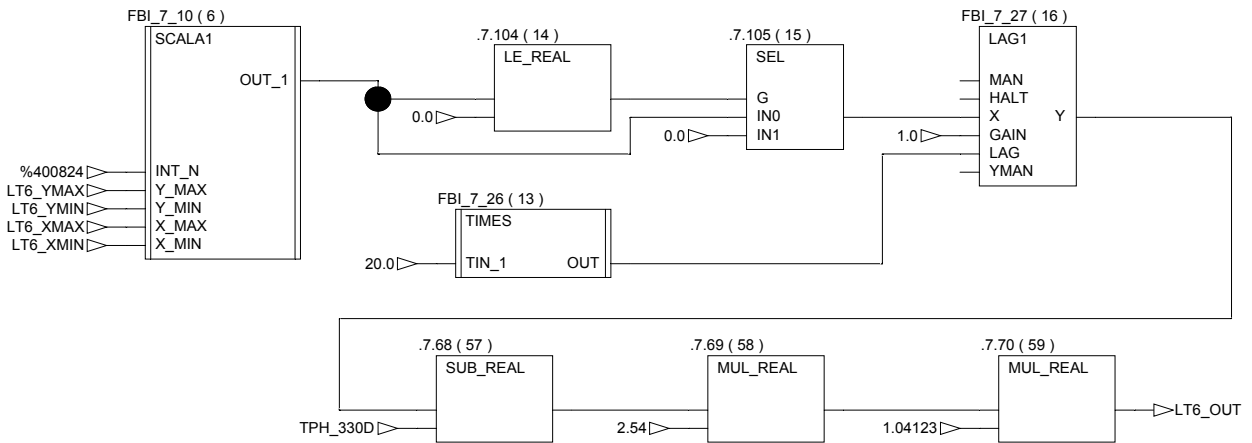 FBI_7_10 ( 6 )
SCALA1
OUT_1
%400824 INT_N
LT6_YMAX Y_MAX
LT6_YMIN Y_MIN
LT6_XMAX X_MAX
LT6_XMIN X_MIN
.7.104 ( 14 )
LE_REAL
0.0
.7.105 ( 15 )
SEL
G
IN0
0.0 IN1
FBI_7_27 ( 16 )
LAG1
MAN
HALT
X Y
1.0 GAIN
LAG
YMAN
FBI_7_26 ( 13 )
TIMES
20.0 TIN_1 OUT
.7.68 ( 57 )
SUB_REAL
TPH_330D
.7.69 ( 58 )
MUL_REAL
2.54
.7.70 ( 59 )
MUL_REAL
1.04123
LT6_OUT